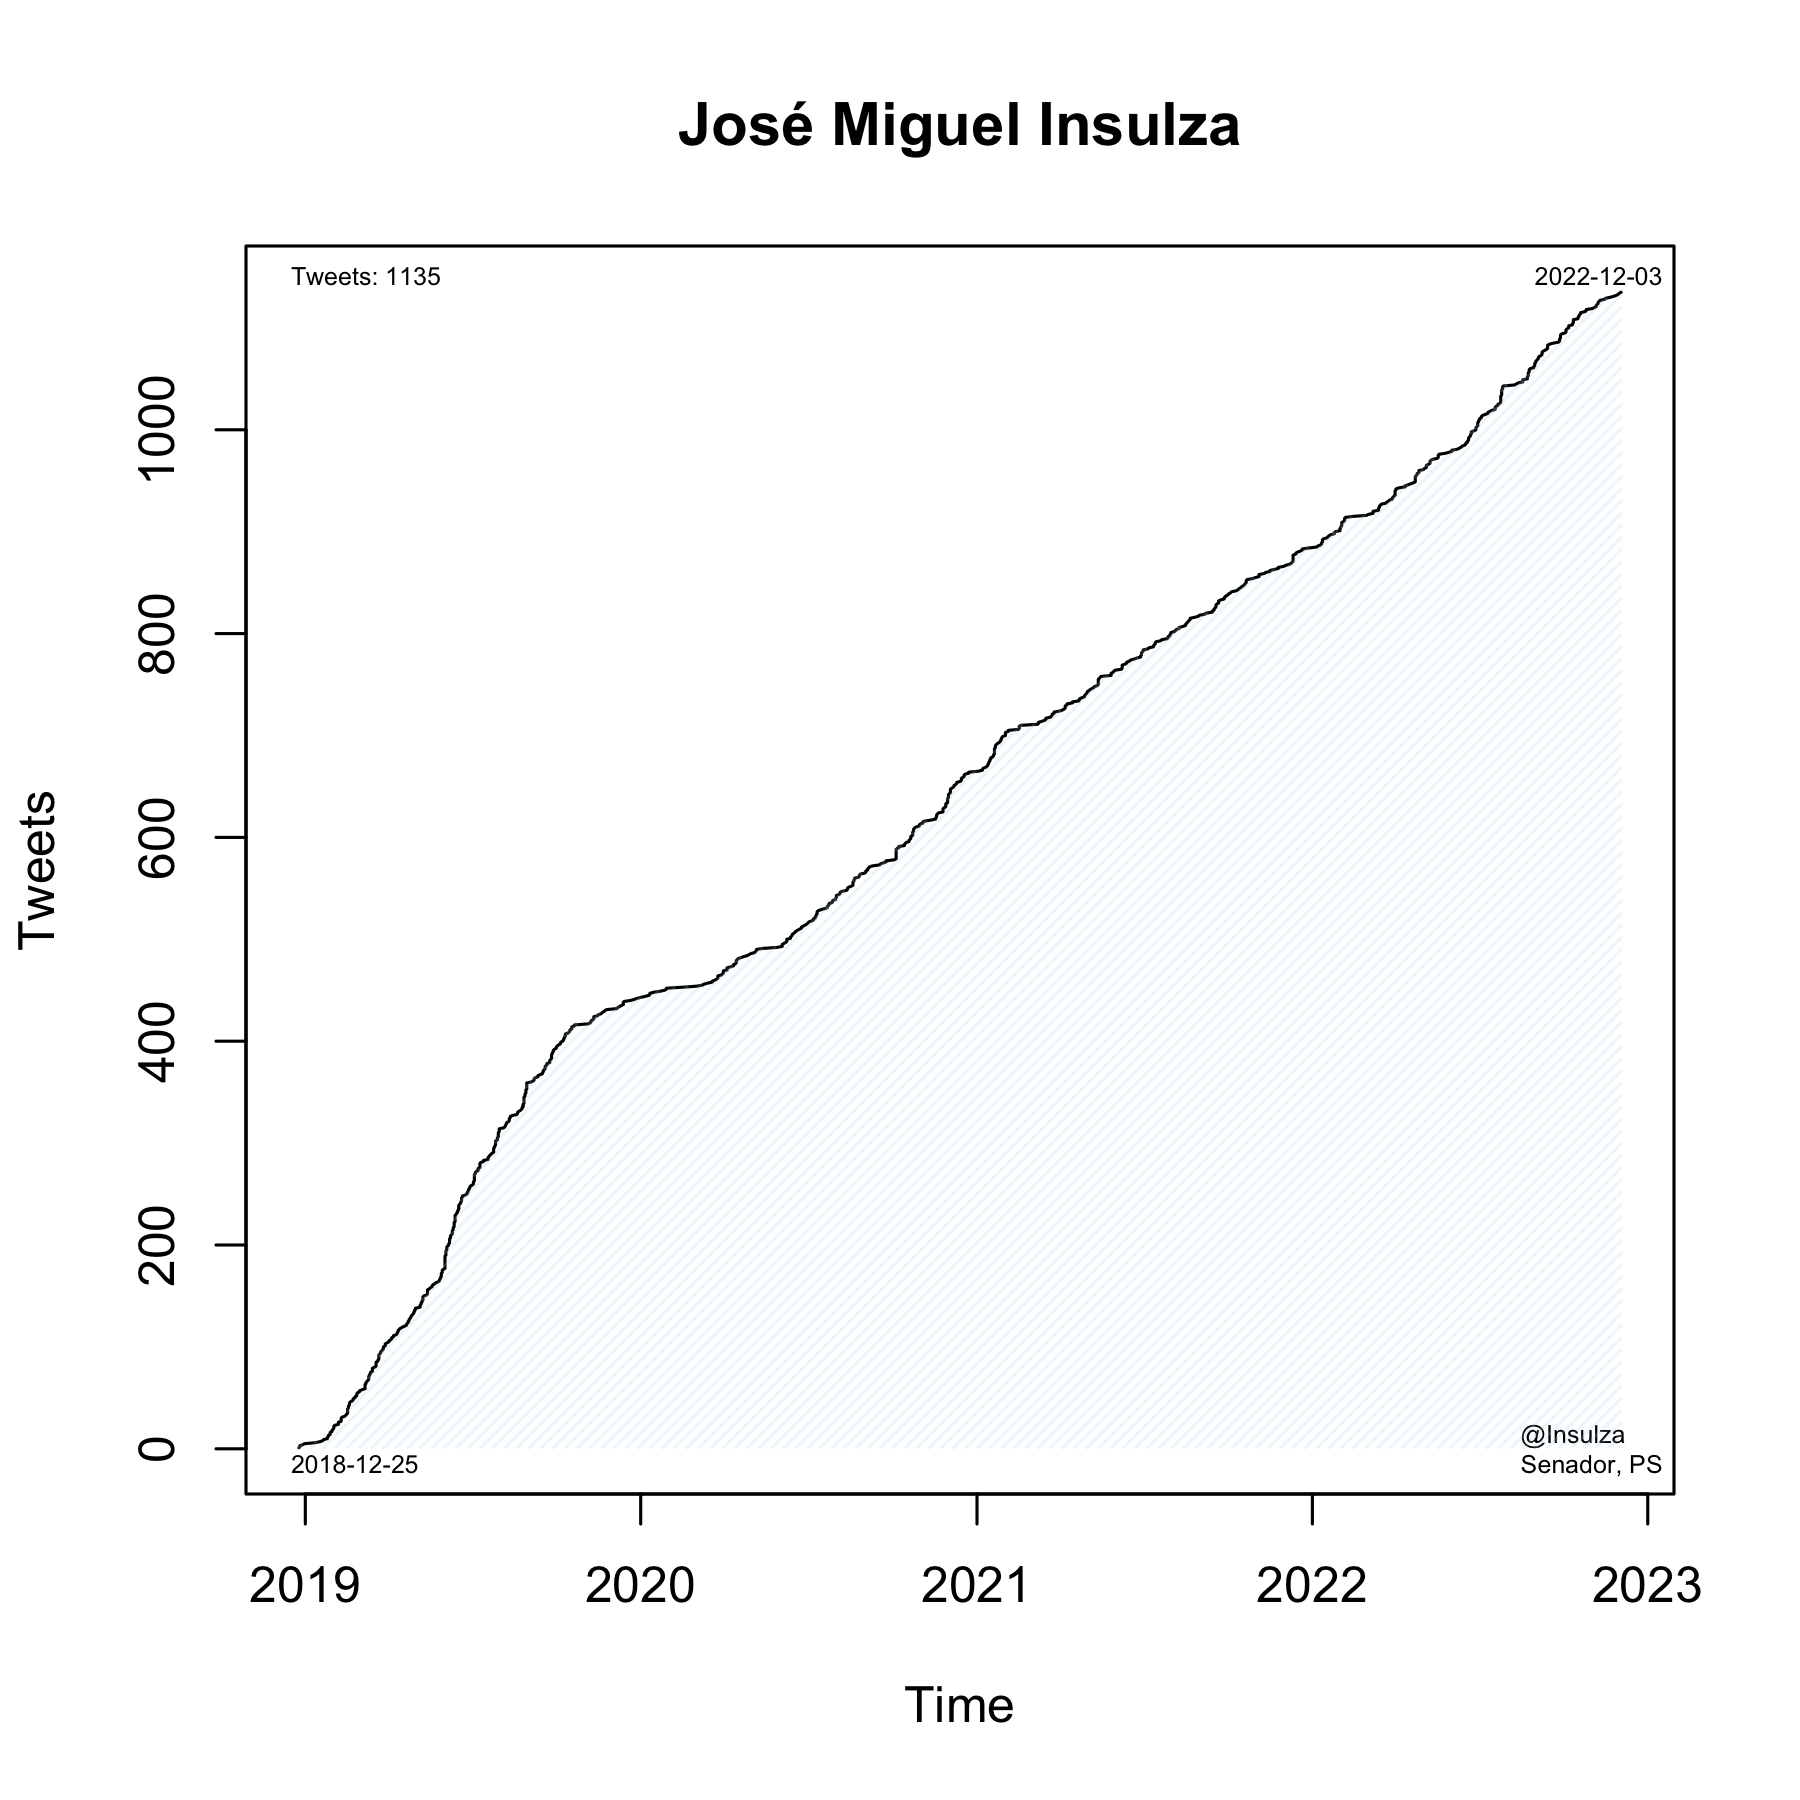 José Miguel Insulza
Tweets: 1135
2022-12-03
1000
800
600
400
200
0
Tweets
2018-12-25
@Insulza
Senador, PS
2019
2020
2021
2022
2023
Time